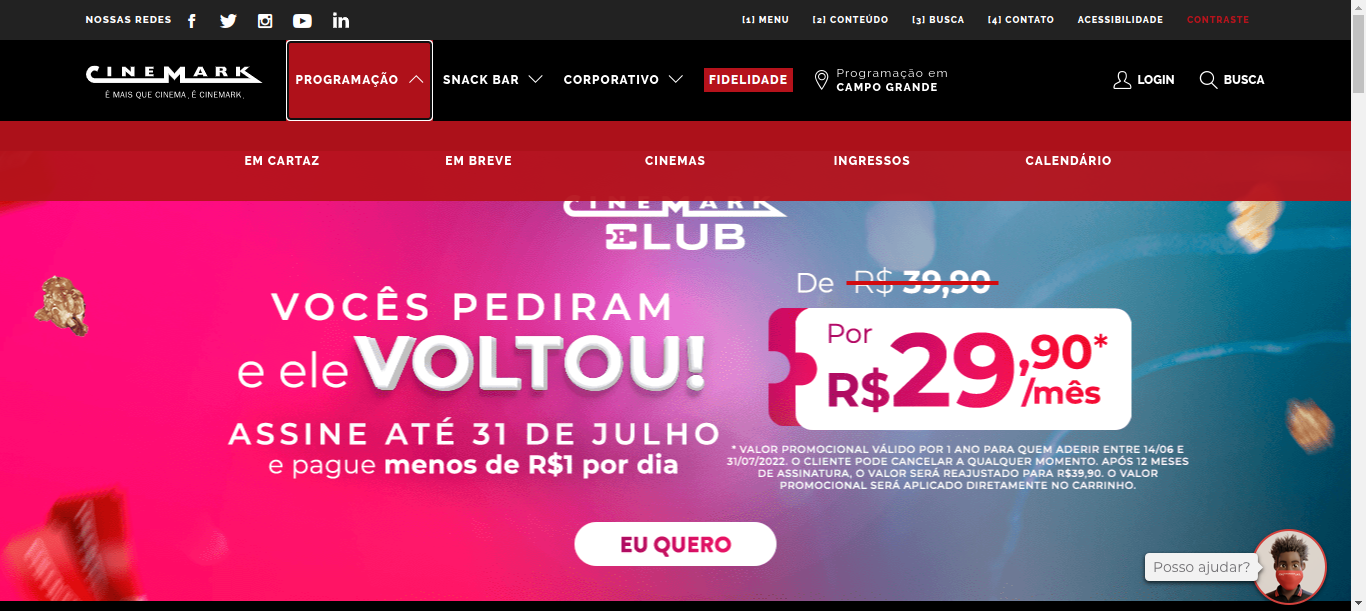 NOSSAS REDES
[1] MENU [2] CONTEÚDO [3] BUSCA [4] CONTATO ACESSIBILIDADE CONTRASTE
CINEMARK
É MAIS QUE CINEMA, É CINEMARK.
PROGRAMAÇÃO SNACK BAR CORPORATIVO FIDELIDADE
Programação em
CAMPO GRANDE
LOGIN BUSCA
EM CARTAZ EM BREVE CINEMAS INGRESSOS CALENDÁRIO
CINEMARK
CLUB
VOCÊS PEDIRAM
e ele VOLTOU!
ASSINE ATÉ 31 DE JULHO
e pague menos de R$1 por dia
De R$ 39,90
Por
R$29,90*
/mês
* VALOR PROMOCIONAL VÁLIDO POR 1 ANO PARA QUEM ADERIR ENTRE 14/06 E
31/07/2022. O CLIENTE PODE CANCELAR A QUALQUER MOMENTO. APÓS 12 MESES
DE ASSINATURA, O VALOR SERÁ REAJUSTADO PARA R$39,90. O VALOR
PROMOCIONAL SERÁ APLICADO DIRETAMENTE NO CARRINHO.
EU QUERO
Posso ajudar?